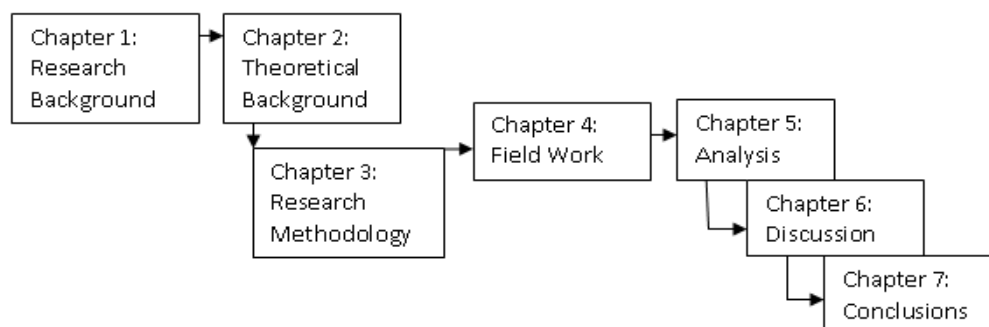 Chapter 1:
Research
Background
Chapter 2:
Theoretical
Background
Chapter 3:
Research
Methodology
Chapter 4:
Field Work
Chapter 5:
Analysis
Chapter 6:
Discussion
Chapter 7:
Conclusions